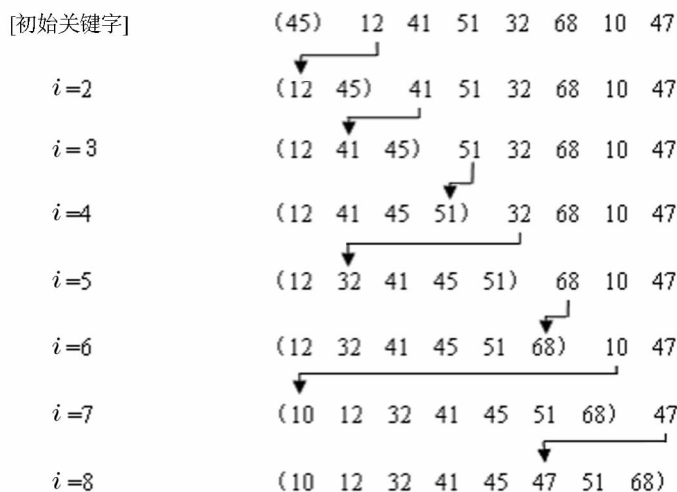 [初始关键字] (45) 12 41 51 32 68 10 47
i=2 (12 45) 41 51 32 68 10 47
i=3 (12 41 45) 51 32 68 10 47
i=4 (12 41 45 51) 32 68 10 47
i=5 (12 32 41 45 51) 68 10 47
i=6 (12 32 41 45 51 68) 10 47
i=7 (10 12 32 41 45 51 68) 47
i=8 (10 12 32 41 45 47 51 68)